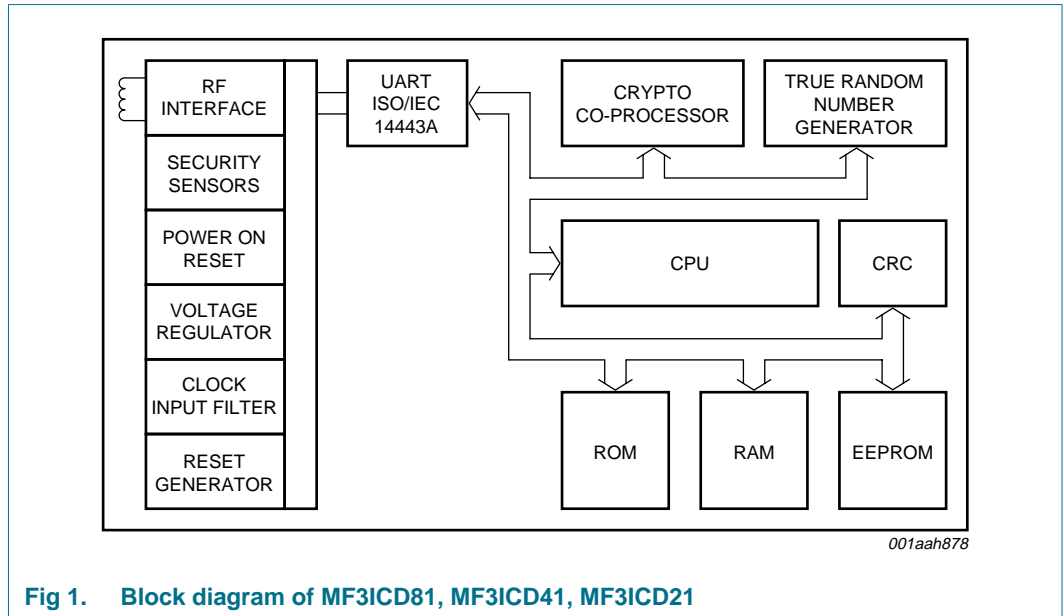 RF
INTERFACE
SECURITY
SENSORS
POWER ON
RESET
VOLTAGE
REGULATOR
CLOCK
INPUT FILTER
RESET
GENERATOR
UART
ISO/IEC
14443A
CRYPTO
CO-PROCESSOR
TRUE RANDOM
NUMBER
GENERATOR
CPU
CRC
ROM
RAM
EEPROM
001aah878
Fig 1. Block diagram of MF3ICD81, MF3ICD41, MF3ICD21